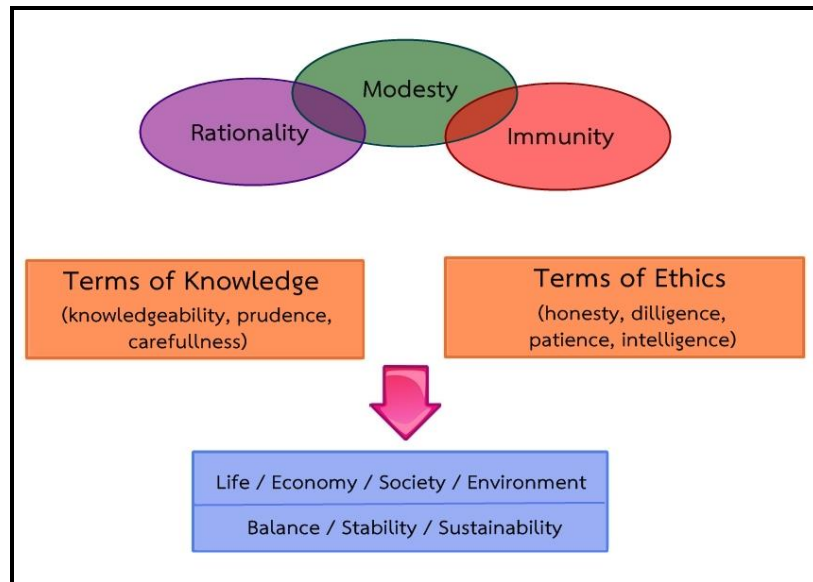 Modesty
Rationality
Immunity
Terms of Knowledge
(knowledgeability, prudence,
carefullness)
Terms of Ethics
(honesty, dilligence,
patience, intelligence)
Life / Economy / Society / Environment
Balance / Stability / Sustainability